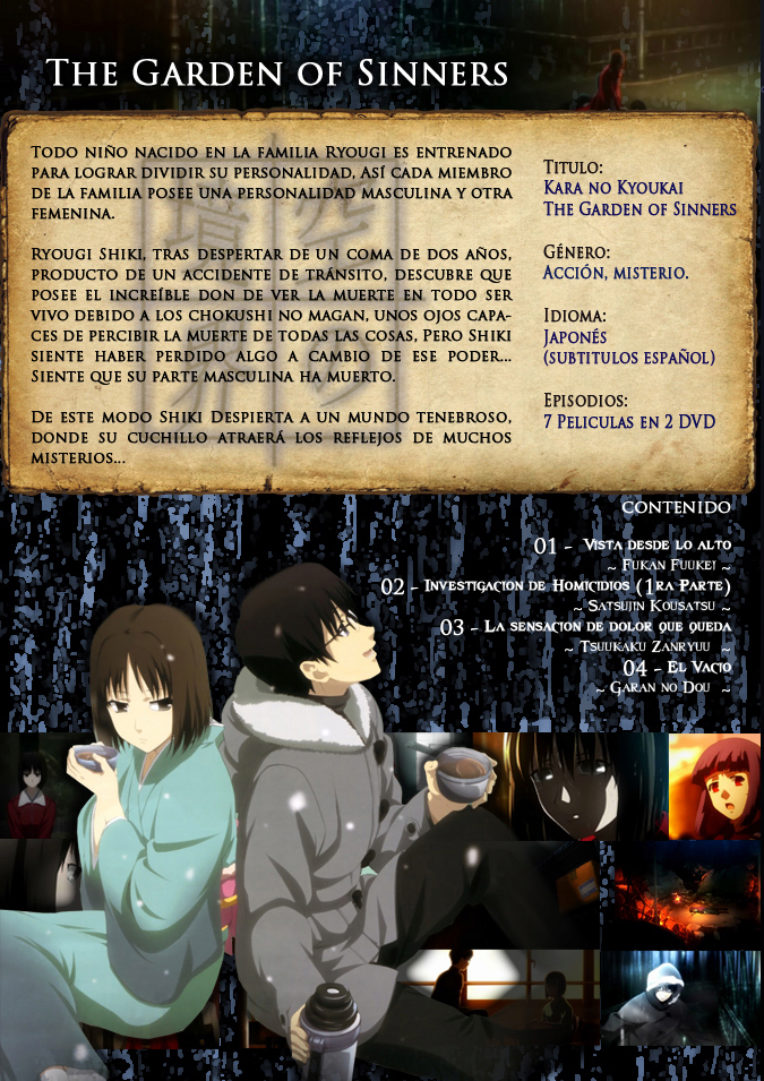 The Garden of Sinners
Todo niño nacido en la familia Ryougi es entrenado
para lograr dividir su personalidad, Así cada miembro
de la familia posee una personalidad masculina y otra
femenina.
Ryougi Shiki, tras despertar de un coma de dos años,
producto de un accidente de tránsito, descubre que
posee el increíble don de ver la muerte en todo ser
vivo debido a los Chokushi no Magan, unos ojos capa-
ces de percibir la muerte de todas las cosas, Pero Shiki
siente haber perdido algo a cambio de ese poder...
Siente que su parte masculina ha muerto.
De este modo Shiki Despierta a un mundo tenebroso,
donde su cuchillo atraerá los reflejos de muchos
misterios...
Titulo:
Kara no Kyoukai
The Garden of Sinners
Género:
Acción, misterio.
Idioma:
Japonés
(subtitulos español)
Episodios:
7 Peliculas en 2 DVD
contenido
01 - Vista desde lo alto
~ Fukan Fuukei ~
02 - Investigacion de Homicidios (1ra Parte)
~ Satsujin Kousatsu ~
03 - La sensacion de dolor que queda
~ Tsuukaku Zanryuu ~
04 - El Vacio
~ Garan no Dou ~